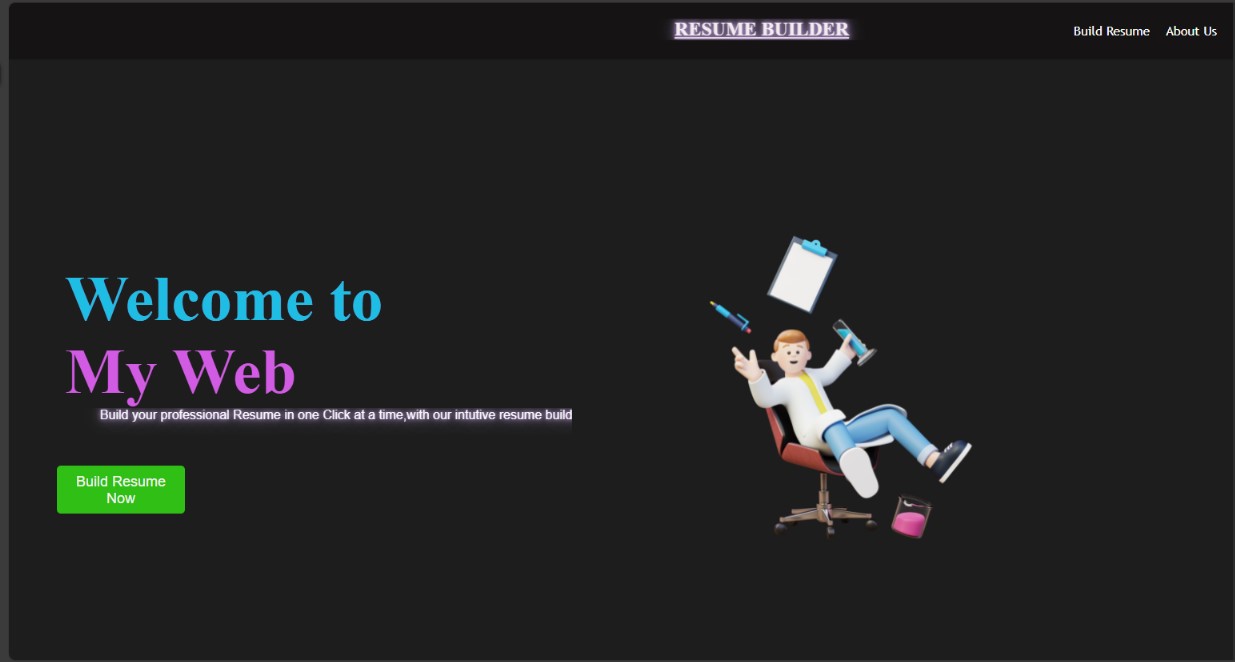 RESUME BUILDER
Build Resume About Us
Welcome to
My Web
Build your professional Resume in one Click at a time,with our intutive resume build
Build Resume
Now